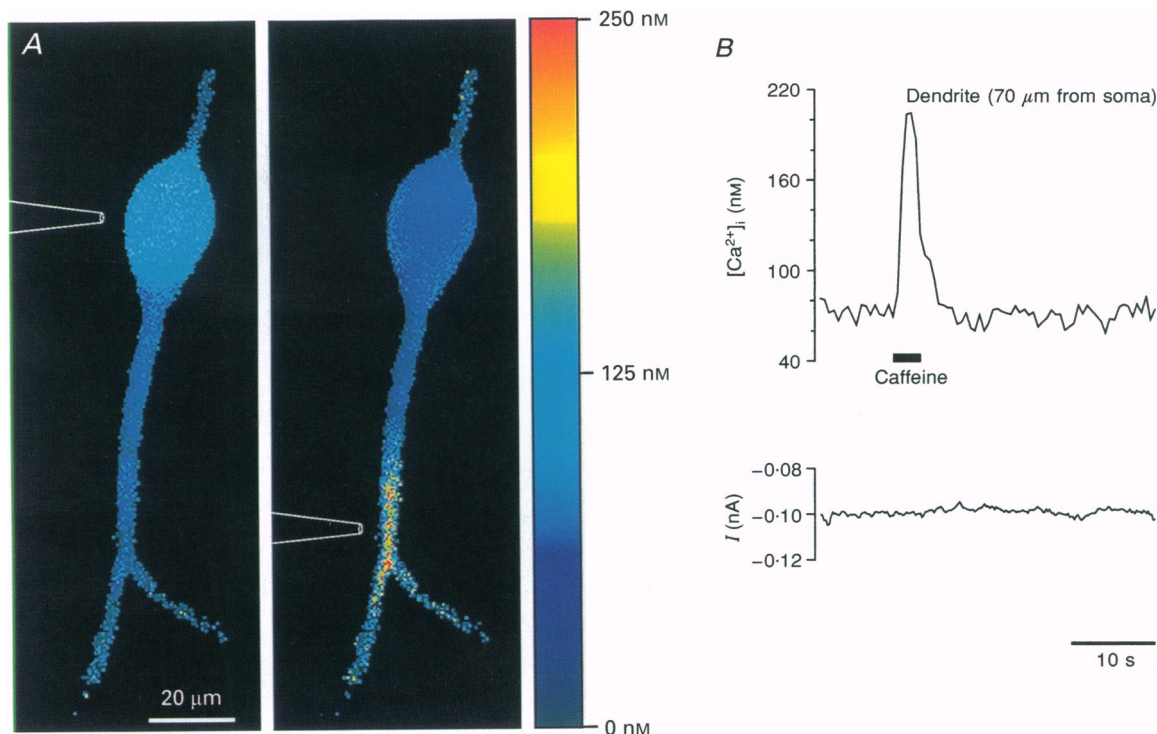 A
20 µm
250 nM
125 nM
0 nM
B
Dendrite (70 µm from soma)
[Ca²⁺]ᵢ (nM)
220
160
100
40
Caffeine
I (nA)
−0·08
−0·10
−0·12
10 s